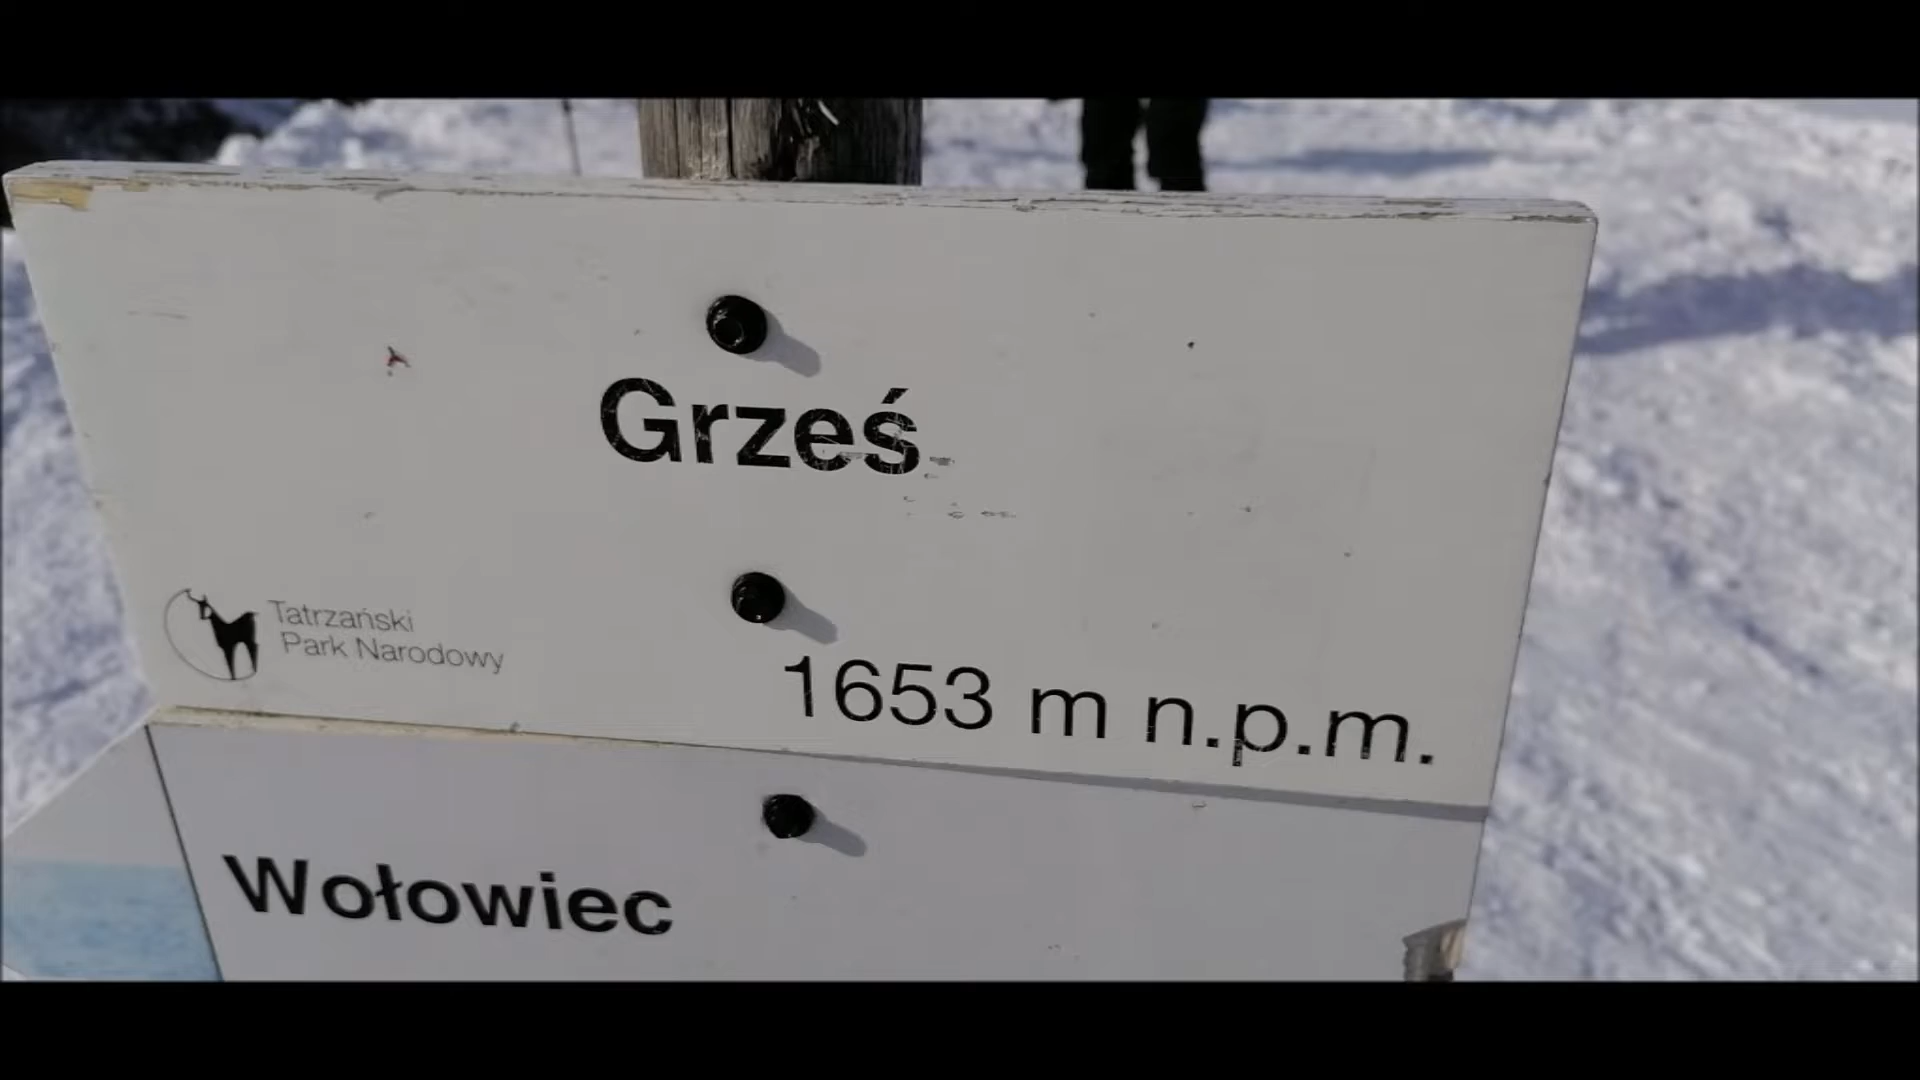 Grześ
Tatrzański
Park Narodowy
1653 m n.p.m.
Wołowiec